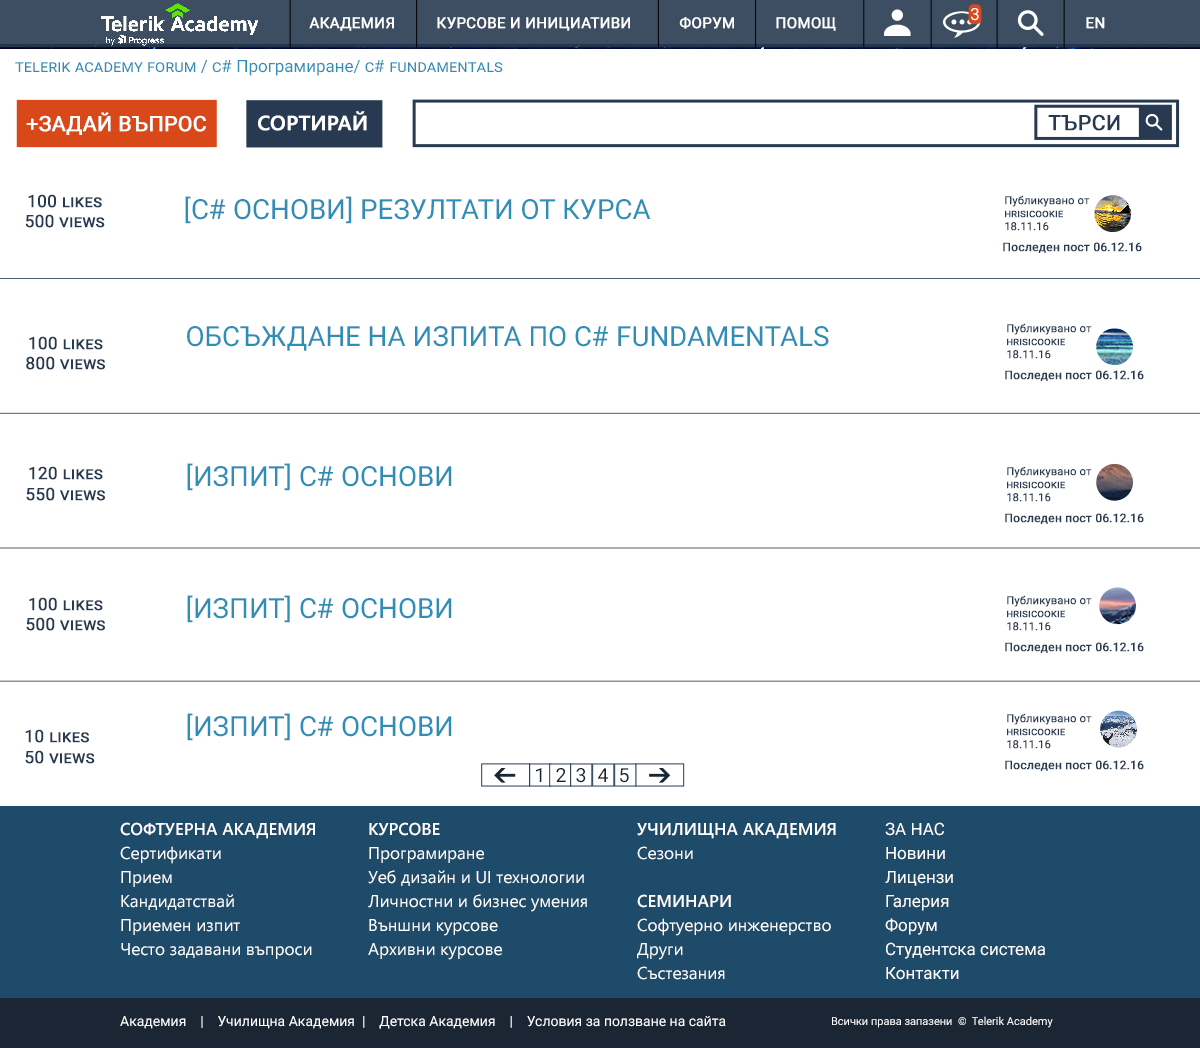 Telerik Academy
by Progress
АКАДЕМИЯ
КУРСОВЕ И ИНИЦИАТИВИ
ФОРУМ
ПОМОЩ
3
EN
TELERIK ACADEMY FORUM / C# Програмиране/ C# FUNDAMENTALS
+ЗАДАЙ ВЪПРОС
СОРТИРАЙ
ТЪРСИ
100 LIKES
500 VIEWS
[C# ОСНОВИ] РЕЗУЛТАТИ ОТ КУРСА
Публикувано от
HRISICOOKIE
18.11.16
Последен пост 06.12.16
100 LIKES
800 VIEWS
ОБСЪЖДАНЕ НА ИЗПИТА ПО C# FUNDAMENTALS
Публикувано от
HRISICOOKIE
18.11.16
Последен пост 06.12.16
120 LIKES
550 VIEWS
[ИЗПИТ] C# ОСНОВИ
Публикувано от
HRISICOOKIE
18.11.16
Последен пост 06.12.16
100 LIKES
500 VIEWS
[ИЗПИТ] C# ОСНОВИ
Публикувано от
HRISICOOKIE
18.11.16
Последен пост 06.12.16
10 LIKES
50 VIEWS
[ИЗПИТ] C# ОСНОВИ
Публикувано от
HRISICOOKIE
18.11.16
Последен пост 06.12.16
1 2 3 4 5
СОФТУЕРНА АКАДЕМИЯ
Сертификати
Прием
Кандидатствай
Приемен изпит
Често задавани въпроси
КУРСОВЕ
Програмиране
Уеб дизайн и UI технологии
Личностни и бизнес умения
Външни курсове
Архивни курсове
УЧИЛИЩНА АКАДЕМИЯ
Сезони
СЕМИНАРИ
Софтуерно инженерство
Други
Състезания
ЗА НАС
Новини
Лицензи
Галерия
Форум
Студентска система
Контакти
Академия | Училищна Академия | Детска Академия | Условия за ползване на сайта
Всички права запазени © Telerik Academy